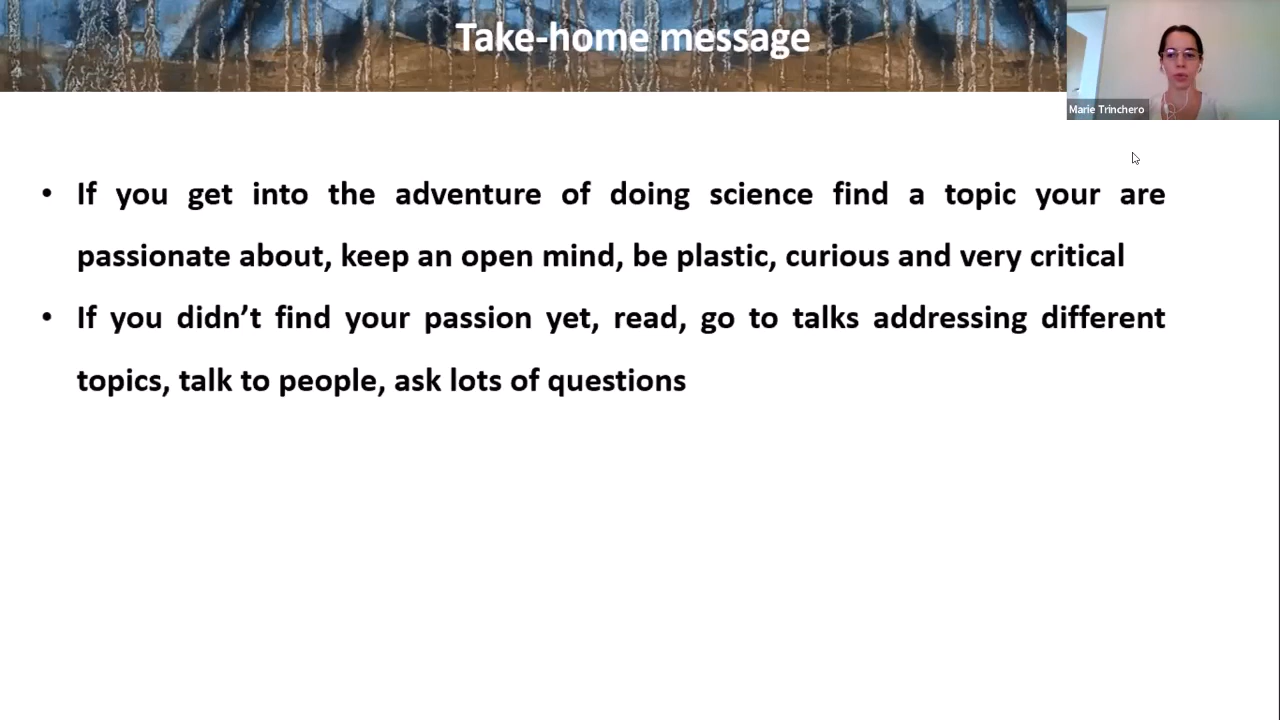 Take-home message
Marie Trinchero
• If you get into the adventure of doing science find a topic your are
passionate about, keep an open mind, be plastic, curious and very critical
• If you didn’t find your passion yet, read, go to talks addressing different
topics, talk to people, ask lots of questions